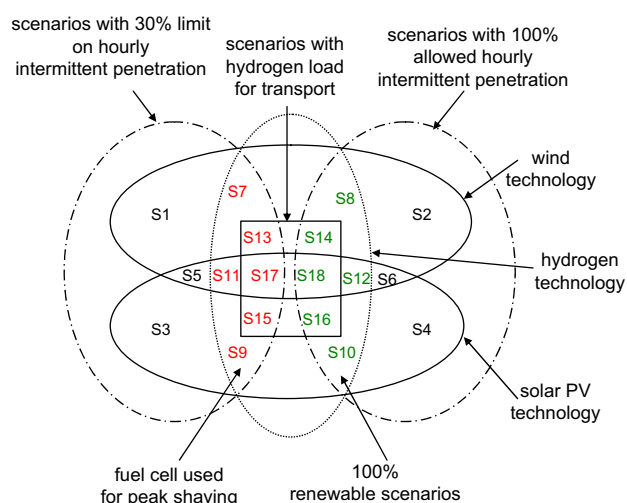 scenarios with 30% limit
on hourly
intermittent penetration
scenarios with
hydrogen load
for transport
scenarios with 100%
allowed hourly
intermittent penetration
wind
technology
S7
S8
S1
S2
S13
S14
hydrogen
technology
S5
S11
S17
S18
S12
S6
S15
S16
S3
S4
S9
S10
solar PV
technology
fuel cell used
for peak shaving
100%
renewable scenarios